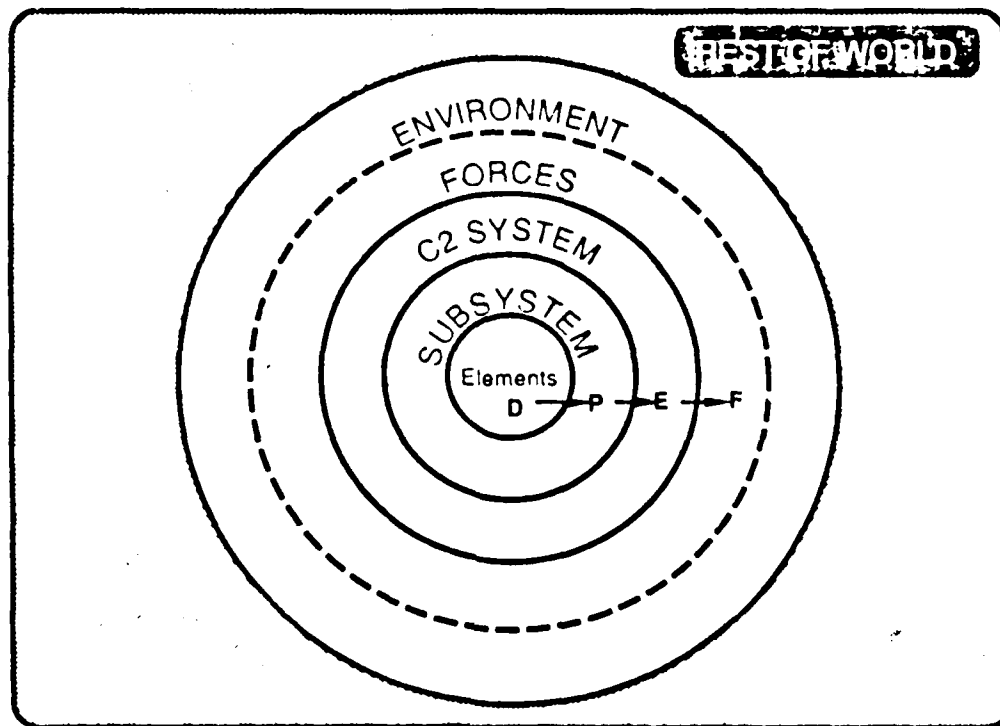 REST OF WORLD
ENVIRONMENT
FORCES
C2 SYSTEM
SUBSYSTEM
Elements
D P E F